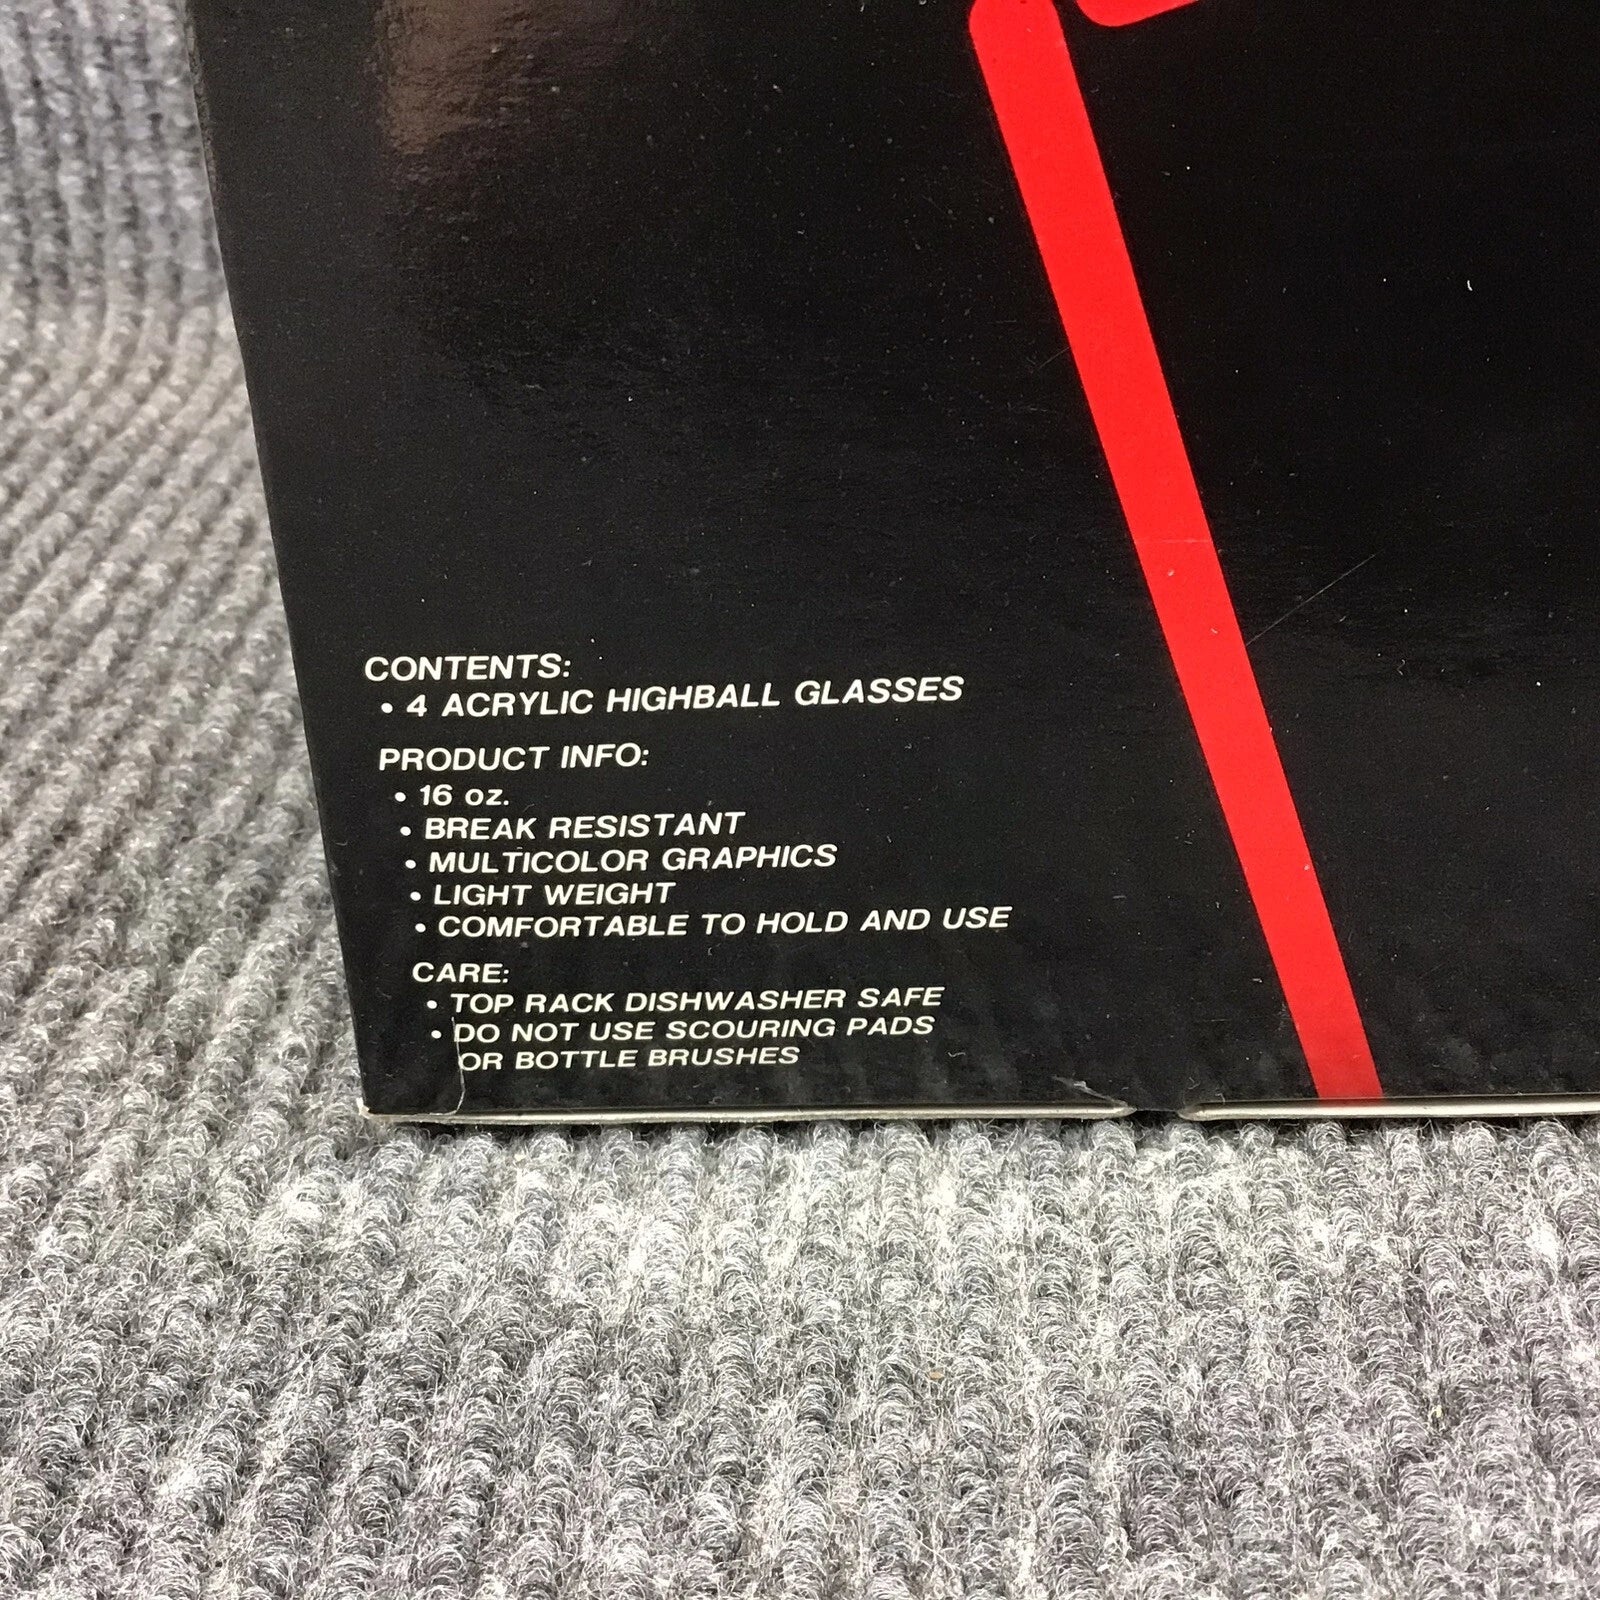 CONTENTS:
• 4 ACRYLIC HIGHBALL GLASSES
PRODUCT INFO:
• 16 oz.
• BREAK RESISTANT
• MULTICOLOR GRAPHICS
• LIGHT WEIGHT
• COMFORTABLE TO HOLD AND USE
CARE:
• TOP RACK DISHWASHER SAFE
• DO NOT USE SCOURING PADS
OR BOTTLE BRUSHES